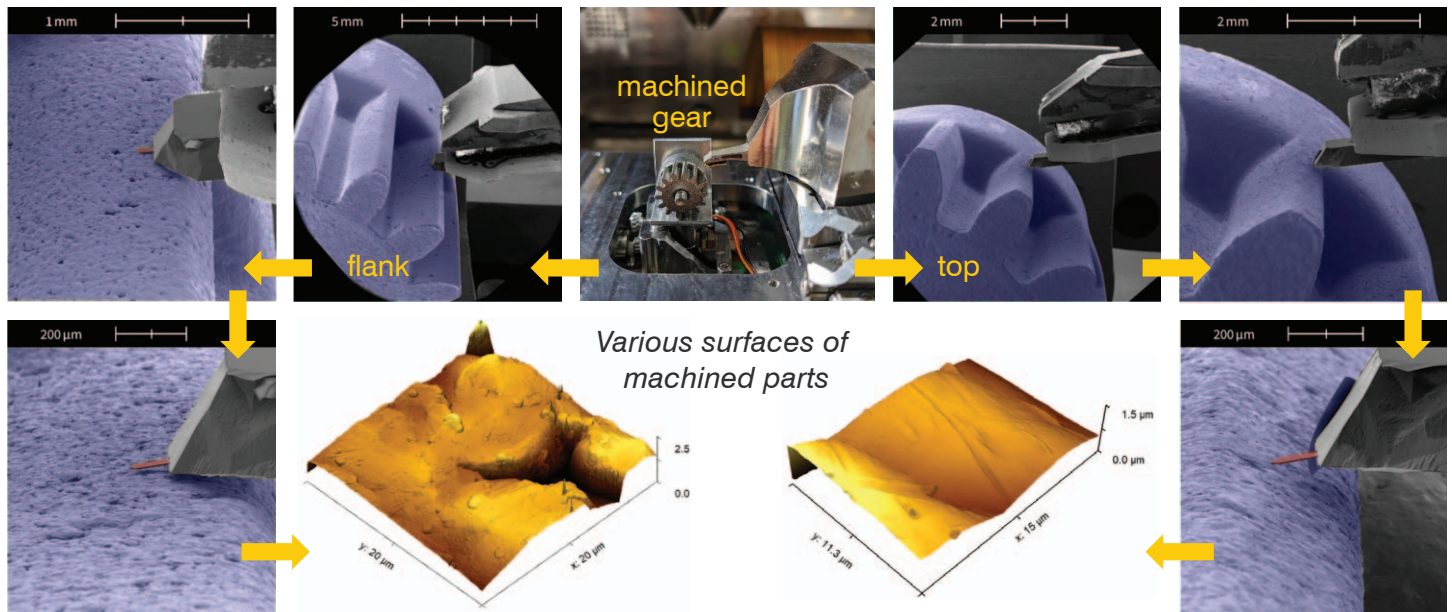 1 mm
5 mm
machined
gear
2 mm
2 mm
flank
top
200 µm
Various surfaces of
machined parts
200 µm
2.5
0.0
y: 20 µm
x: 20 µm
1.5 µm
0.0 µm
x: 15 µm
y: 11.3 µm